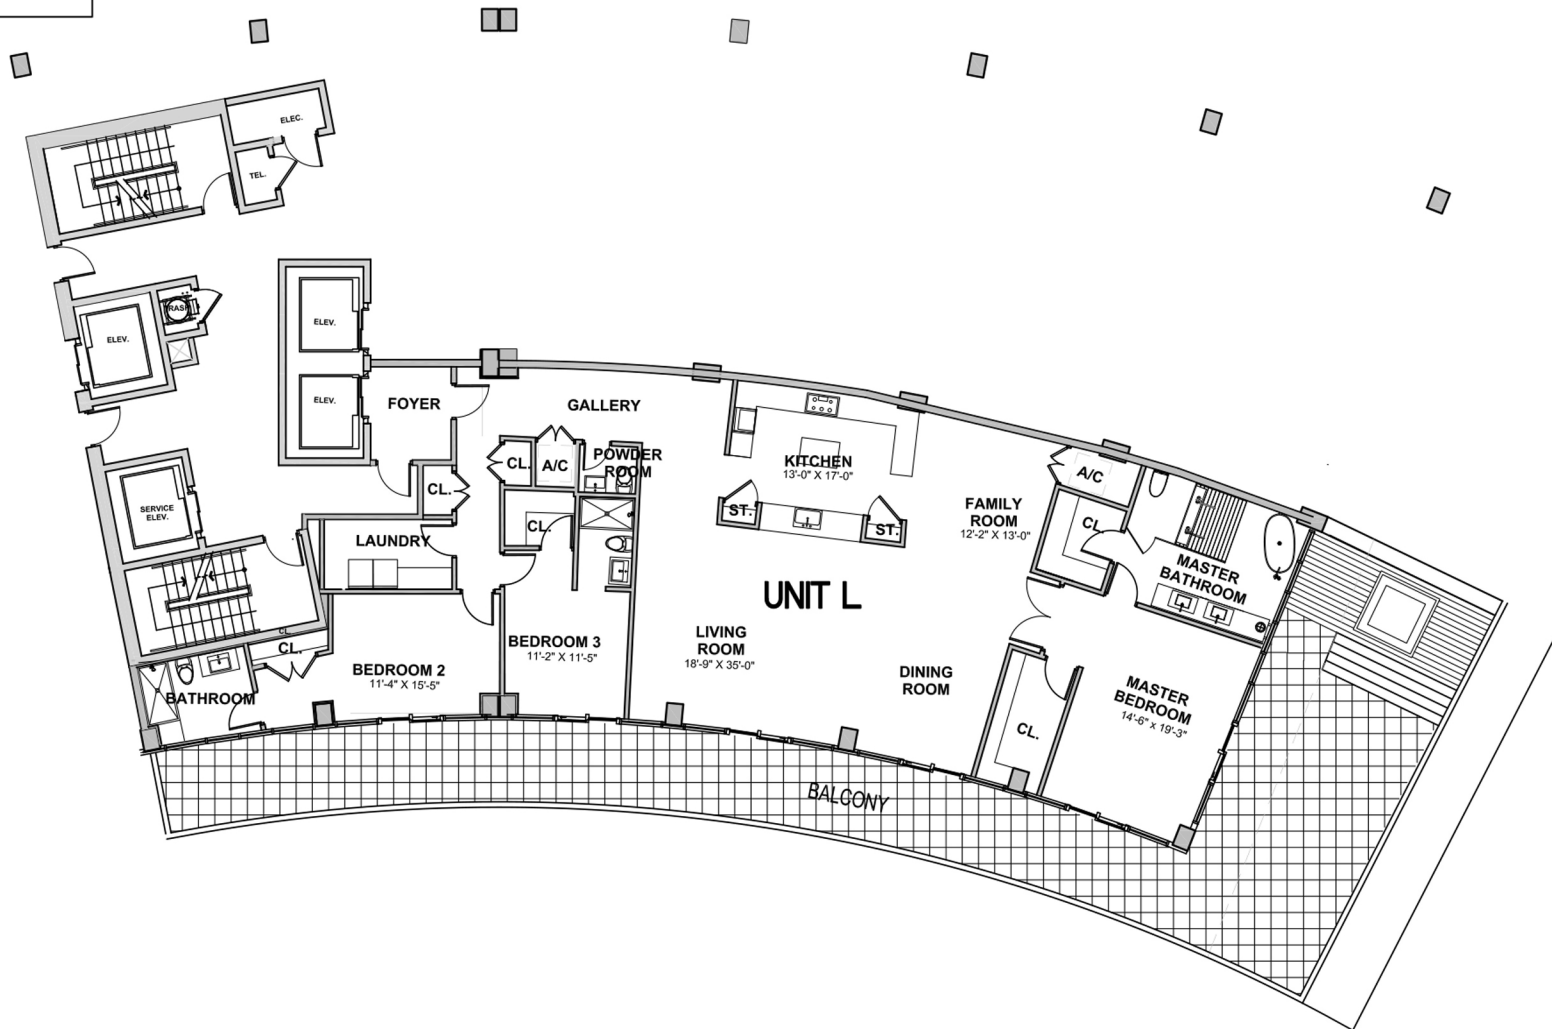 ELEC.
TEL.
TRASH
ELEV.
ELEV.
ELEV.
SERVICE
ELEV.
FOYER
GALLERY
POWDER
ROOM
CL.
A/C
CL.
CL.
LAUNDRY
KITCHEN
13'-0" X 17'-0"
ST.
ST.
FAMILY
ROOM
12'-2" X 13'-0"
A/C
CL.
MASTER
BATHROOM
UNIT L
LIVING
ROOM
18'-9" X 35'-0"
DINING
ROOM
BEDROOM 3
11'-2" X 11'-5"
BEDROOM 2
11'-4" X 15'-5"
CL.
CL.
BATHROOM
MASTER
BEDROOM
14'-6" x 19'-3"
CL.
BALCONY